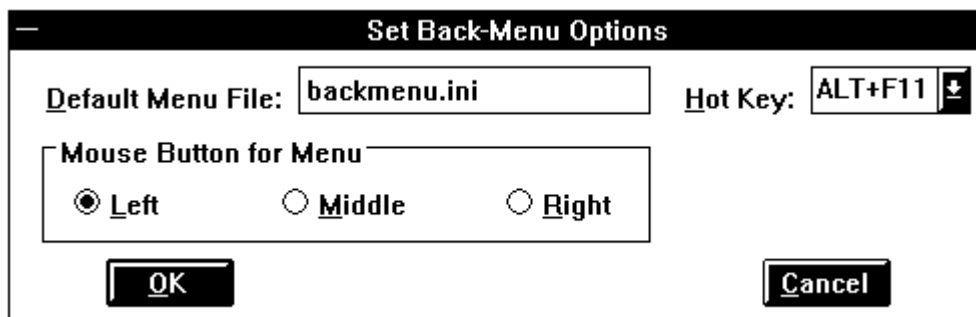 Set Back-Menu Options
Default Menu File: backmenu.ini Hot Key: ALT+F11
Mouse Button for Menu
Left Middle Right
OK Cancel